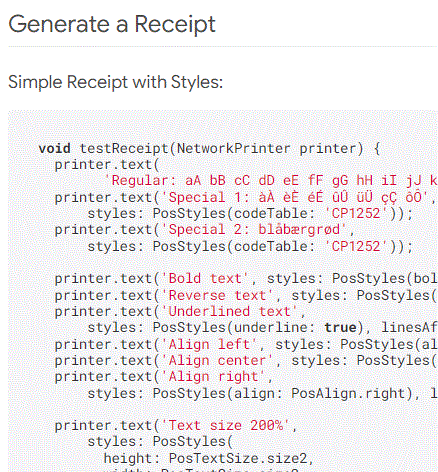 Generate a Receipt
Simple Receipt with Styles:
void testReceipt(NetworkPrinter printer) {
printer.text(
'Regular: aA bB cC dD eE fF gG hH iI jJ k
printer.text('Special 1: àÀ èÈ éÉ ûÛ üÜ çÇ ôÔ',
styles: PosStyles(codeTable: 'CP1252'));
printer.text('Special 2: blåbærgrød',
styles: PosStyles(codeTable: 'CP1252'));
printer.text('Bold text', styles: PosStyles(bol
printer.text('Reverse text', styles: PosStyles(
printer.text('Underlined text',
styles: PosStyles(underline: true), linesAf
printer.text('Align left', styles: PosStyles(al
printer.text('Align center', styles: PosStyles(
printer.text('Align right',
styles: PosStyles(align: PosAlign.right), l
printer.text('Text size 200%',
styles: PosStyles(
height: PosTextSize.size2,
width: PosTextSize.size2